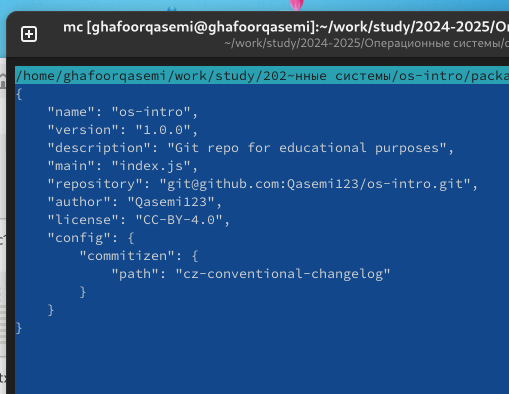 mc [ghafoorqasemi@ghafoorqasemi]:~/work/study/2024-2025/
~/work/study/2024-2025/Операционные системы/
/home/ghafoorqasemi/work/study/202~нные системы/os-intro/packa
{
    "name": "os-intro",
    "version": "1.0.0",
    "description": "Git repo for educational purposes",
    "main": "index.js",
    "repository": "git@github.com:Qasemi123/os-intro.git",
    "author": "Qasemi123",
    "license": "CC-BY-4.0",
    "config": {
        "commitizen": {
            "path": "cz-conventional-changelog"
        }
    }
}